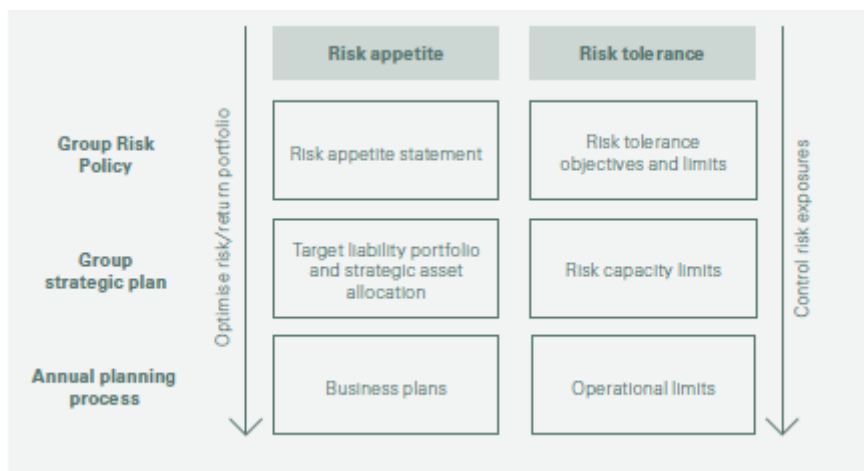 Risk appetite
Risk tolerance
Group Risk
Policy
Optimise risk/return portfolio
Risk appetite statement
Risk tolerance
objectives and limits
Control risk exposures
Group
strategic plan
Target liability portfolio
and strategic asset
allocation
Risk capacity limits
Annual planning
process
Business plans
Operational limits